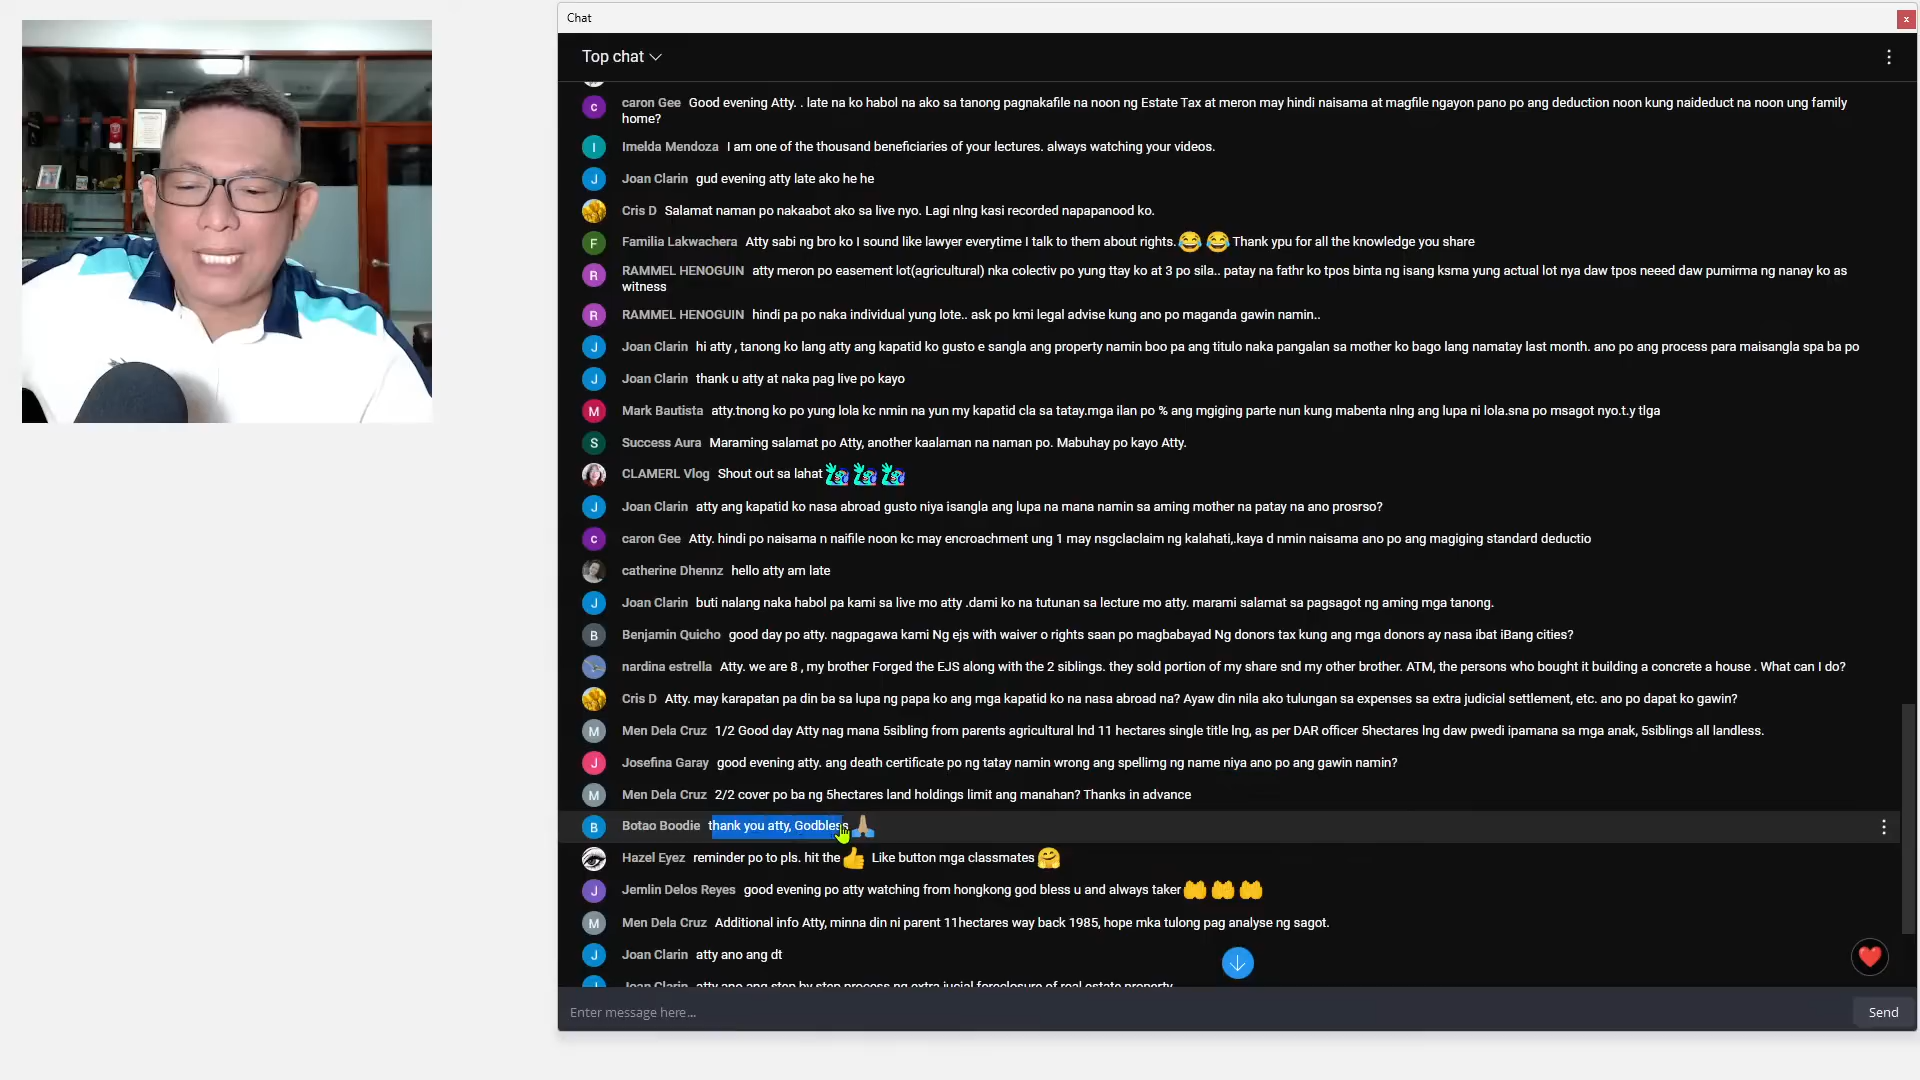 Chat
x
Top chat
caron Gee Good evening Atty. . late na ko habol na ako sa tanong pagnakafile na noon ng Estate Tax at meron may hindi naisama at magfile ngayon pano po ang deduction noon kung naideduct na noon ung family
home?
Imelda Mendoza I am one of the thousand beneficiaries of your lectures. always watching your videos.
Joan Clarin gud evening atty late ako he he
Cris D Salamat naman po nakaabot ako sa live nyo. Lagi nlng kasi recorded napapanood ko.
Familia Lakwachera Atty sabi ng bro ko I sound like lawyer everytime I talk to them about rights.😂😂 Thank ypu for all the knowledge you share
RAMMEL HENOGUIN atty meron po easement lot(agricultural) nka colectiv po yung ttay ko at 3 po sila.. patay na fathr ko tpos binta ng isang ksma yung actual lot nya daw tpos neeed daw pumirma ng nanay ko as
witness
RAMMEL HENOGUIN hindi pa po naka individual yung lote.. ask po kmi legal advise kung ano po maganda gawin namin..
Joan Clarin hi atty , tanong ko lang atty ang kapatid ko gusto e sangla ang property namin boo pa ang titulo naka pangalan sa mother ko bago lang namatay last month. ano po ang process para maisangla spa ba po
Joan Clarin thank u atty at naka pag live po kayo
Mark Bautista atty.tnong ko po yung lola kc nmin na yun my kapatid cla sa tatay.mga ilan po % ang mgiging parte nun kung mabenta nlng ang lupa ni lola.sna po msagot nyo.t.y tlga
Success Aura Maraming salamat po Atty, another kaalaman na naman po. Mabuhay po kayo Atty.
CLAMERL Vlog Shout out sa lahat
Joan Clarin atty ang kapatid ko nasa abroad gusto niya isangla ang lupa na mana namin sa aming mother na patay na ano prosrso?
caron Gee Atty. hindi po naisama n naifile noon kc may encroachment ung 1 may nsgclaclaim ng kalahati,.kaya d nmin naisama ano po ang magiging standard deductio
catherine Dhennz hello atty am late
Joan Clarin buti nalang naka habol pa kami sa live mo atty .dami ko na tutunan sa lecture mo atty. marami salamat sa pagsagot ng aming mga tanong.
Benjamin Quicho good day po atty. nagpagawa kami Ng ejs with waiver o rights saan po magbabayad Ng donors tax kung ang mga donors ay nasa ibat iBang cities?
nardina estrella Atty. we are 8 , my brother Forged the EJS along with the 2 siblings. they sold portion of my share snd my other brother. ATM, the persons who bought it building a concrete a house . What can I do?
Cris D Atty. may karapatan pa din ba sa lupa ng papa ko ang mga kapatid ko na nasa abroad na? Ayaw din nila ako tulungan sa expenses sa extra judicial settlement, etc. ano po dapat ko gawin?
Men Dela Cruz 1/2 Good day Atty nag mana 5sibling from parents agricultural lnd 11 hectares single title lng, as per DAR officer 5hectares lng daw pwedi ipamana sa mga anak, 5siblings all landless.
Josefina Garay good evening atty. ang death certificate po ng tatay namin wrong ang spellimg ng name niya ano po ang gawin namin?
Men Dela Cruz 2/2 cover po ba ng 5hectares land holdings limit ang manahan? Thanks in advance
Botao Boodie thank you atty, Godbless 🙏
Hazel Eyez reminder po to pls. hit the 👍 Like button mga classmates 🤗
Jemlin Delos Reyes good evening po atty watching from hongkong god bless u and always taker 🤲🤲🤲
Men Dela Cruz Additional info Atty, minna din ni parent 11hectares way back 1985, hope mka tulong pag analyse ng sagot.
Joan Clarin atty ano ang dt
Joan Clarin atty ano ang step by step process ng extra jucial foreclosure of real estate property
Enter message here...
Send